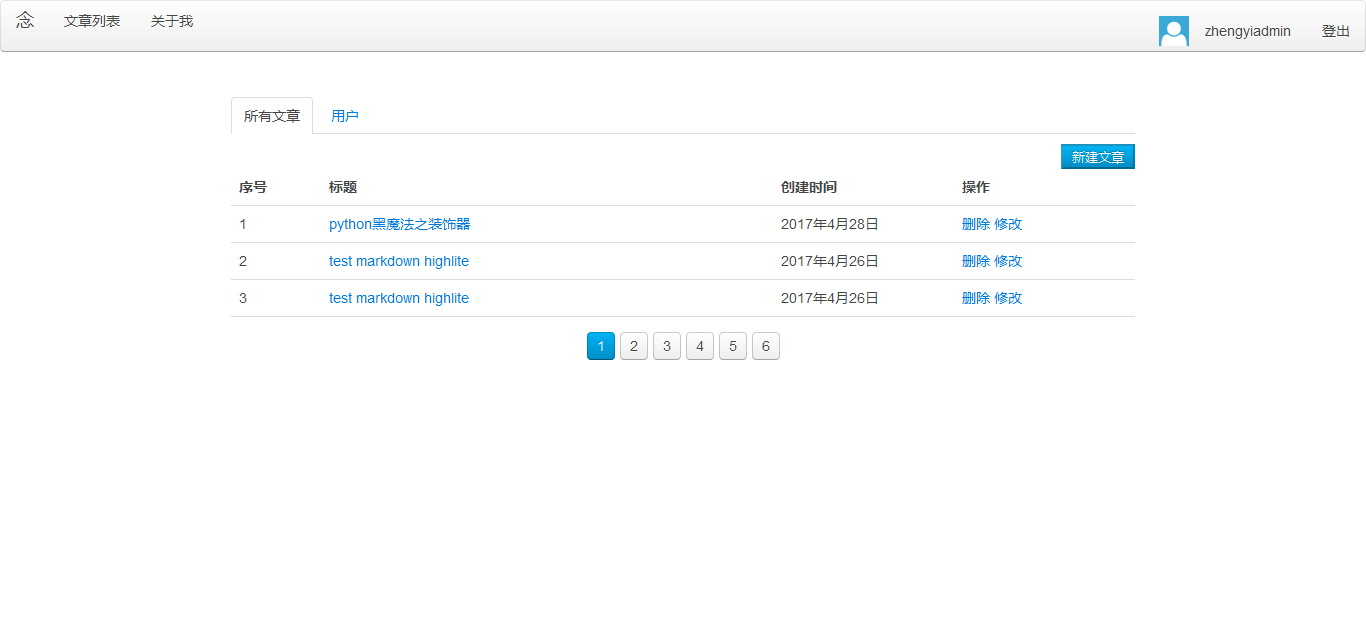 念 文章列表 关于我 zhengyiadmin 登出
所有文章 用户
新建文章
序号 标题 创建时间 操作
1 python黑魔法之装饰器 2017年4月28日 删除 修改
2 test markdown highlite 2017年4月26日 删除 修改
3 test markdown highlite 2017年4月26日 删除 修改
1 2 3 4 5 6